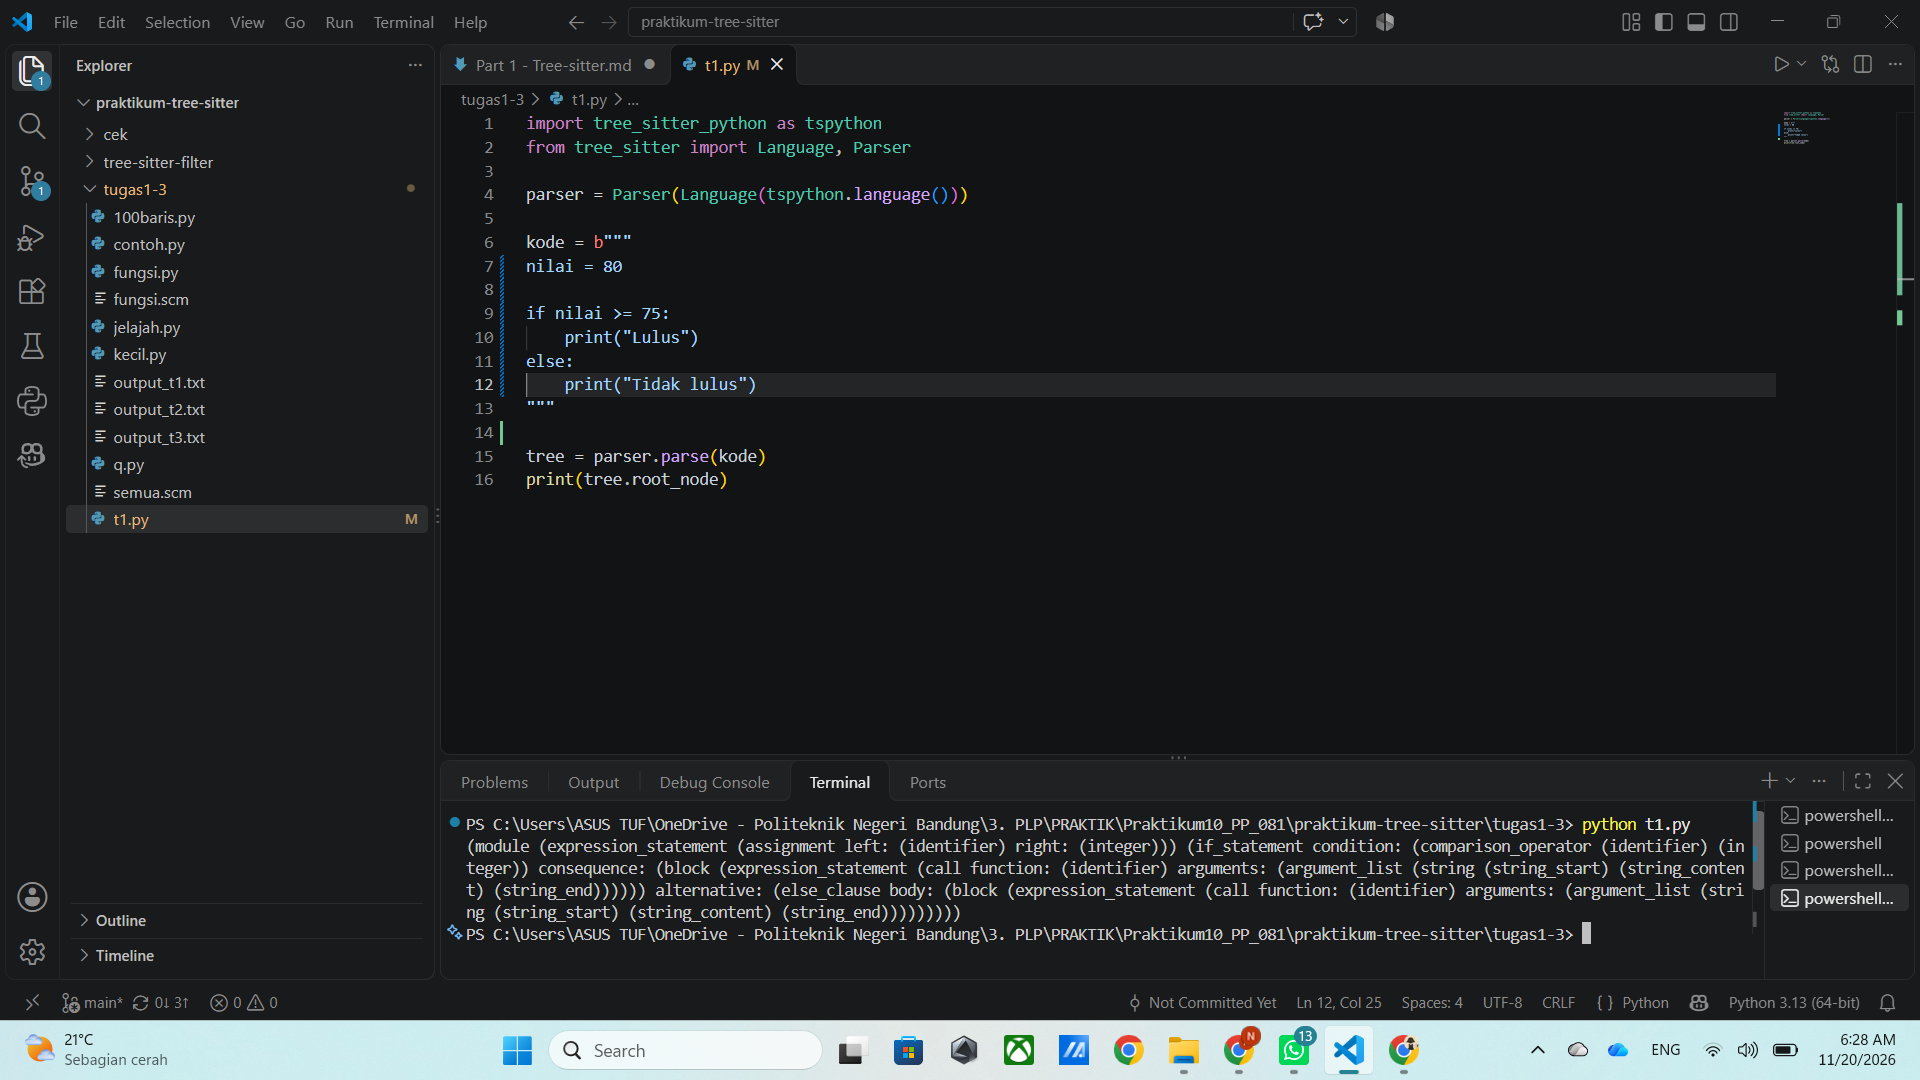 File Edit Selection View Go Run Terminal Help
praktikum-tree-sitter
Explorer
praktikum-tree-sitter
cek
tree-sitter-filter
tugas1-3
100baris.py
contoh.py
fungsi.py
fungsi.scm
jelajah.py
kecil.py
output_t1.txt
output_t2.txt
output_t3.txt
q.py
semua.scm
t1.py M
Outline
Timeline
1
1
Part 1 - Tree-sitter.md
t1.py M
tugas1-3 > t1.py > ...
1 import tree_sitter_python as tspython
2 from tree_sitter import Language, Parser
3
4 parser = Parser(Language(tspython.language()))
5
6 kode = b"""
7 nilai = 80
8
9 if nilai >= 75:
10     print("Lulus")
11 else:
12     print("Tidak lulus")
13 """
14
15 tree = parser.parse(kode)
16 print(tree.root_node)
Problems Output Debug Console Terminal Ports
PS C:\Users\ASUS TUF\OneDrive - Politeknik Negeri Bandung\3. PLP\PRAKTIK\Praktikum10_PP_081\praktikum-tree-sitter\tugas1-3> python t1.py
(module (expression_statement (assignment left: (identifier) right: (integer))) (if_statement condition: (comparison_operator (identifier) (in
teger)) consequence: (block (expression_statement (call function: (identifier) arguments: (argument_list (string (string_start) (string_conten
t) (string_end)))))) alternative: (else_clause body: (block (expression_statement (call function: (identifier) arguments: (argument_list (stri
ng (string_start) (string_content) (string_end)))))))))
PS C:\Users\ASUS TUF\OneDrive - Politeknik Negeri Bandung\3. PLP\PRAKTIK\Praktikum10_PP_081\praktikum-tree-sitter\tugas1-3>
powershell...
powershell
powershell...
powershell...
main* 0↓ 3↑ 0 0
Not Committed Yet Ln 12, Col 25 Spaces: 4 UTF-8 CRLF { } Python Python 3.13 (64-bit)
21°C
Sebagian cerah
Search
N
13
ENG
6:28 AM
11/20/2026